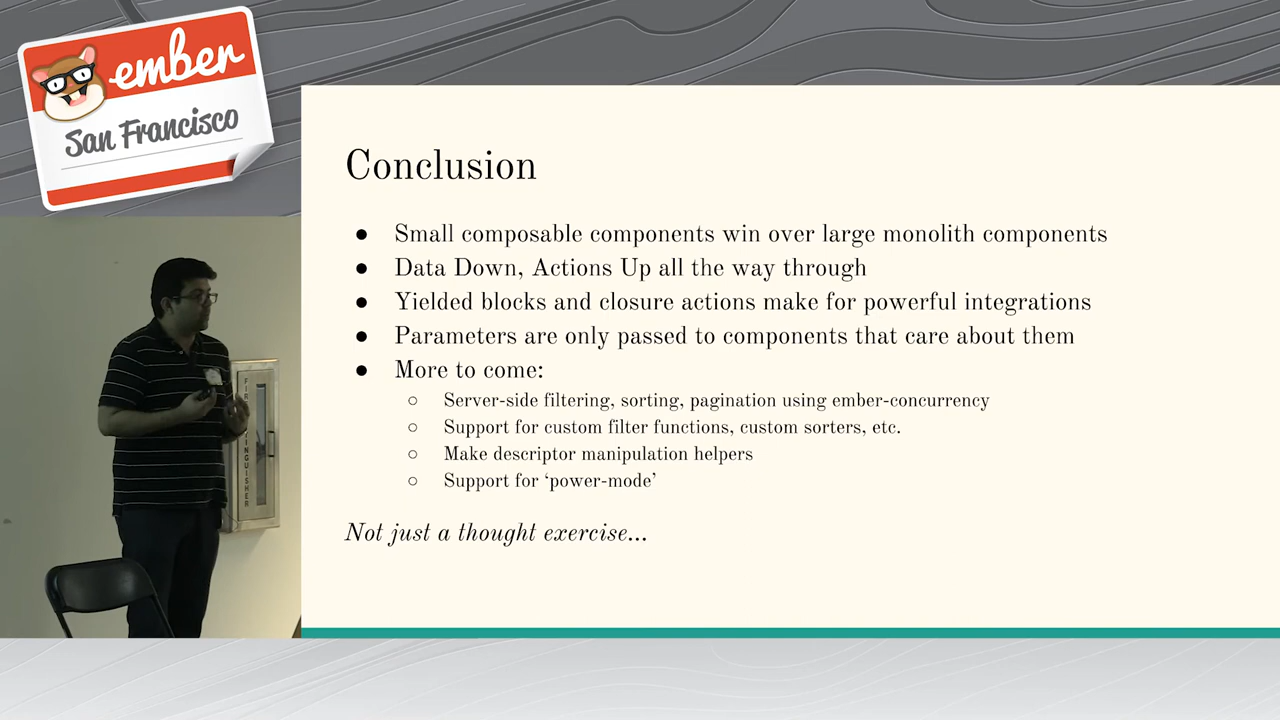 ember
San Francisco
Conclusion
● Small composable components win over large monolith components
● Data Down, Actions Up all the way through
● Yielded blocks and closure actions make for powerful integrations
● Parameters are only passed to components that care about them
● More to come:
○ Server-side filtering, sorting, pagination using ember-concurrency
○ Support for custom filter functions, custom sorters, etc.
○ Make descriptor manipulation helpers
○ Support for ‘power-mode’
Not just a thought exercise...
FIRE EXTINGUISHER